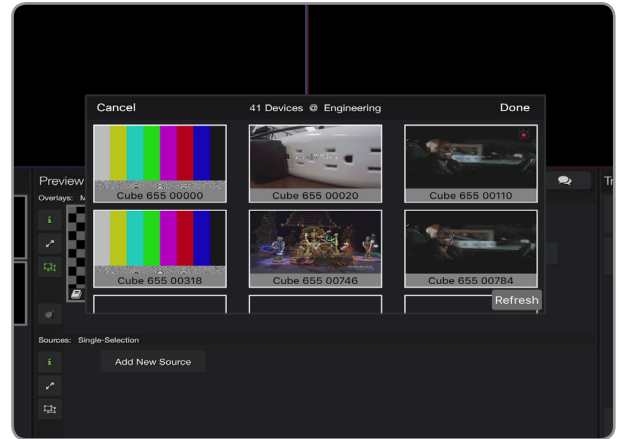 Cancel
41 Devices @ Engineering
Done
Cube 655 00000
Cube 655 00020
Cube 655 00110
Preview
Tr
Overlays: M
Cube 655 00318
Cube 655 00746
Cube 655 00784
Refresh
Sources: Single-Selection
Add New Source